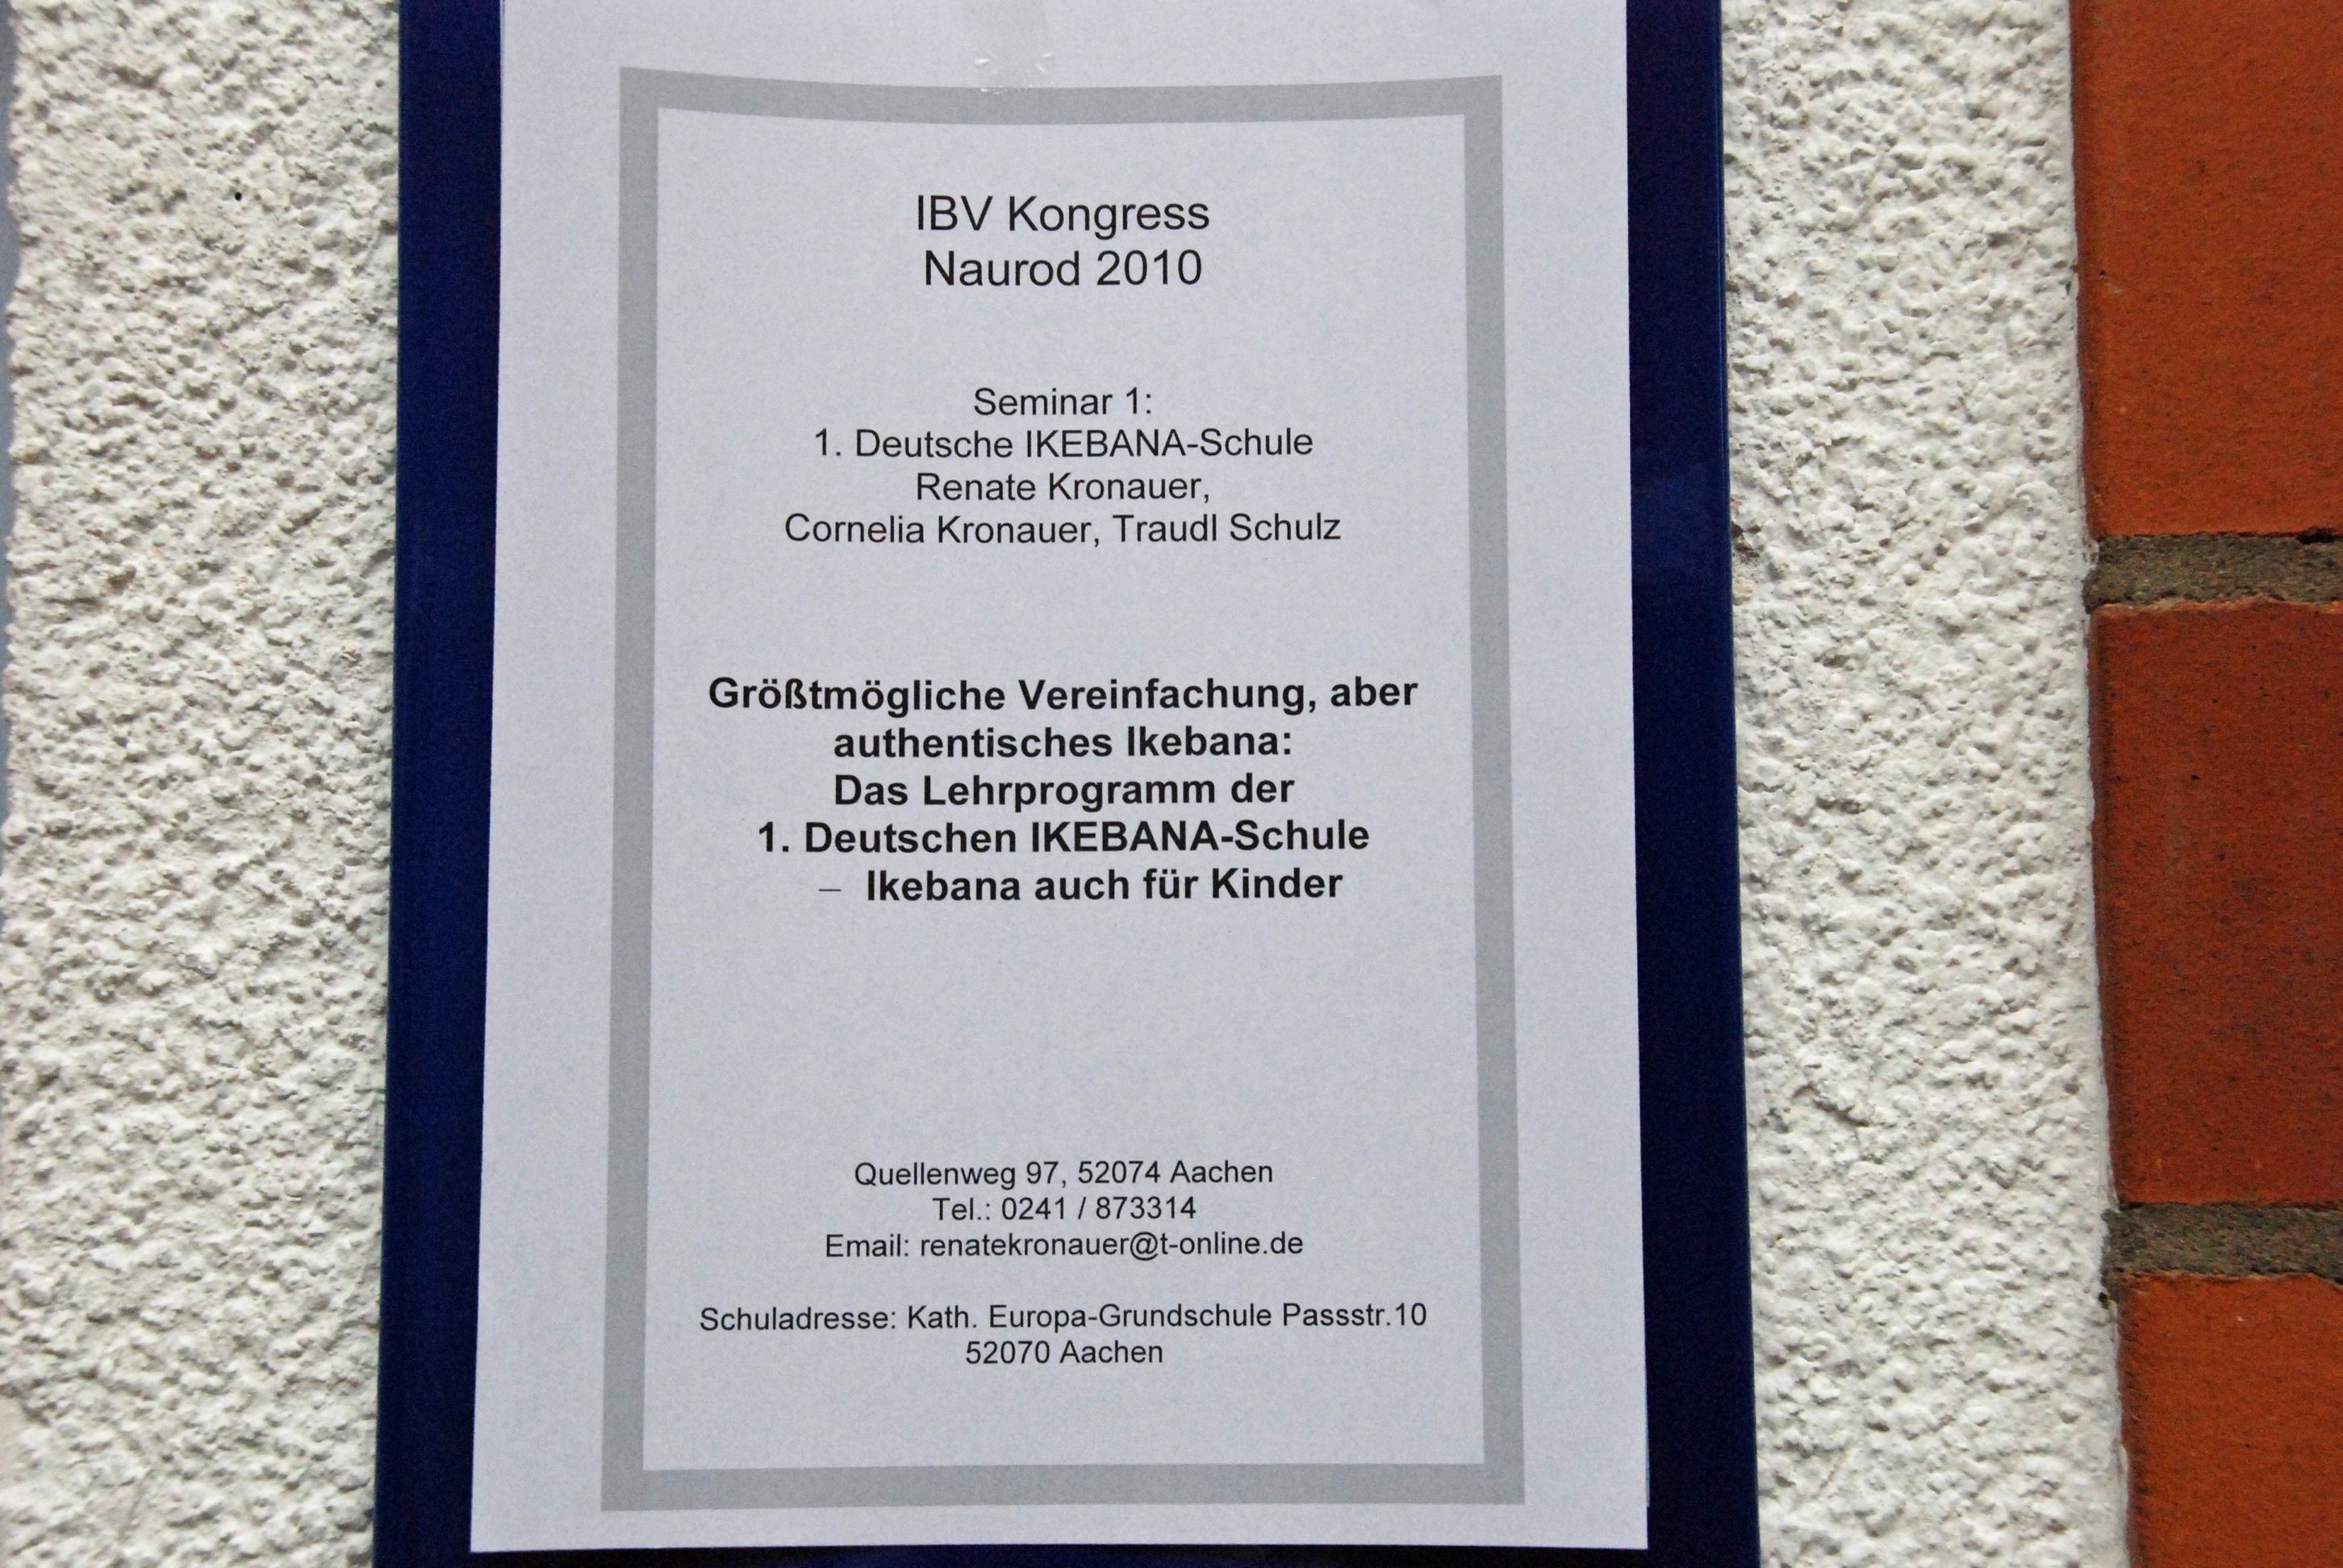 IBV Kongress
Naurod 2010
Seminar 1:
1. Deutsche IKEBANA-Schule
Renate Kronauer,
Cornelia Kronauer, Traudl Schulz
Größtmögliche Vereinfachung, aber
authentisches Ikebana:
Das Lehrprogramm der
1. Deutschen IKEBANA-Schule
– Ikebana auch für Kinder
Quellenweg 97, 52074 Aachen
Tel.: 0241 / 873314
Email: renatekronauer@t-online.de
Schuladresse: Kath. Europa-Grundschule Passstr.10
52070 Aachen